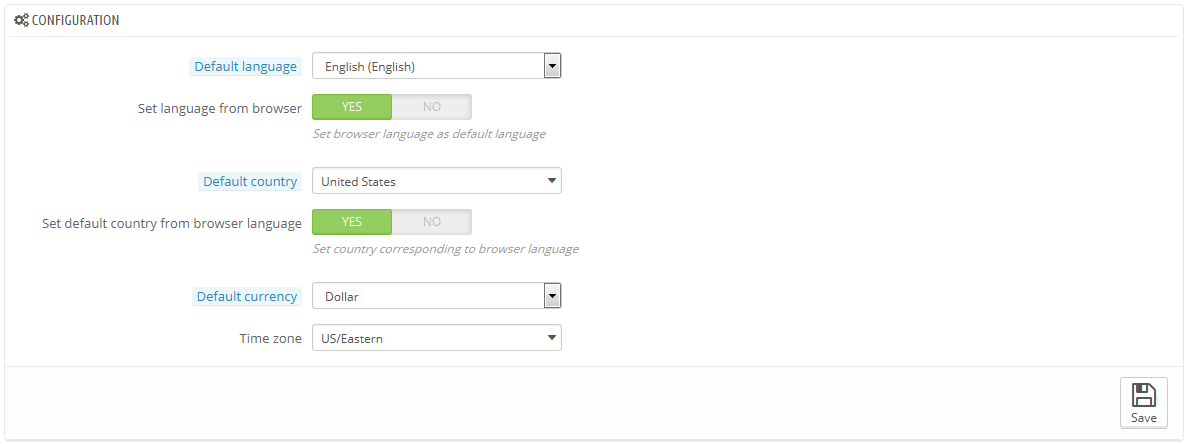 CONFIGURATION
Default language English (English)
Set language from browser YES NO
Set browser language as default language
Default country United States
Set default country from browser language YES NO
Set country corresponding to browser language
Default currency Dollar
Time zone US/Eastern
Save